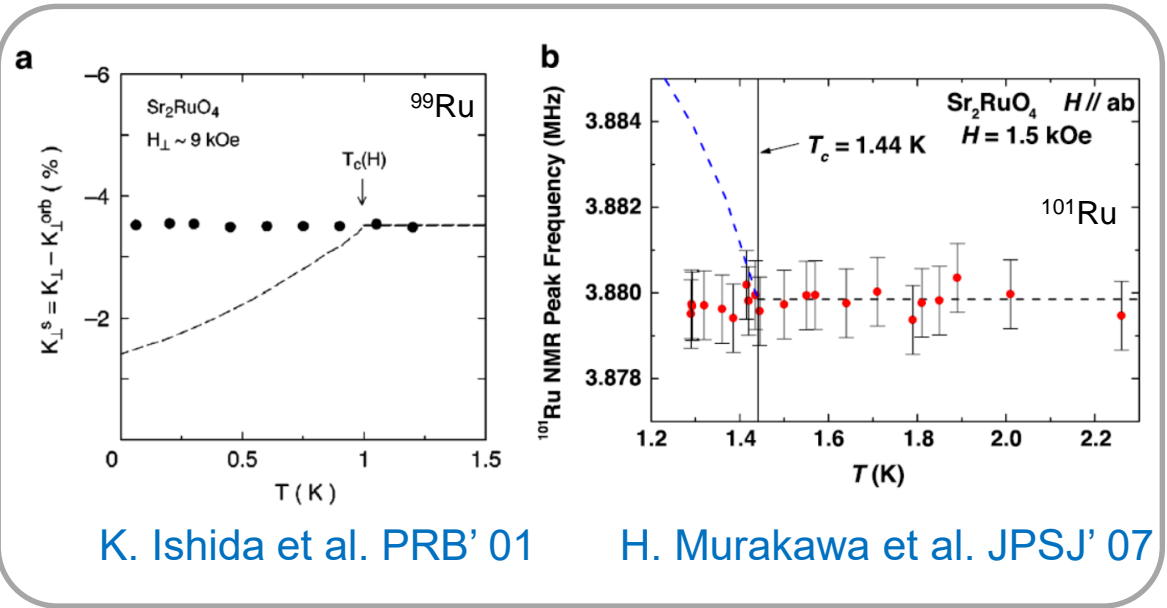 a
Sr₂RuO₄
H⊥ ~ 9 kOe
⁹⁹Ru
Tc(H)
K⊥ˢ = K⊥ – K⊥ᵒʳᵇ ( % )
–6
–4
–2
0
0.5
1
1.5
T ( K )
b
Sr₂RuO₄ H // ab
H = 1.5 kOe
Tc = 1.44 K
¹⁰¹Ru
¹⁰¹Ru NMR Peak Frequency (MHz)
3.884
3.882
3.880
3.878
1.2 1.4 1.6 1.8 2.0 2.2
T (K)
K. Ishida et al. PRB’ 01
H. Murakawa et al. JPSJ’ 07